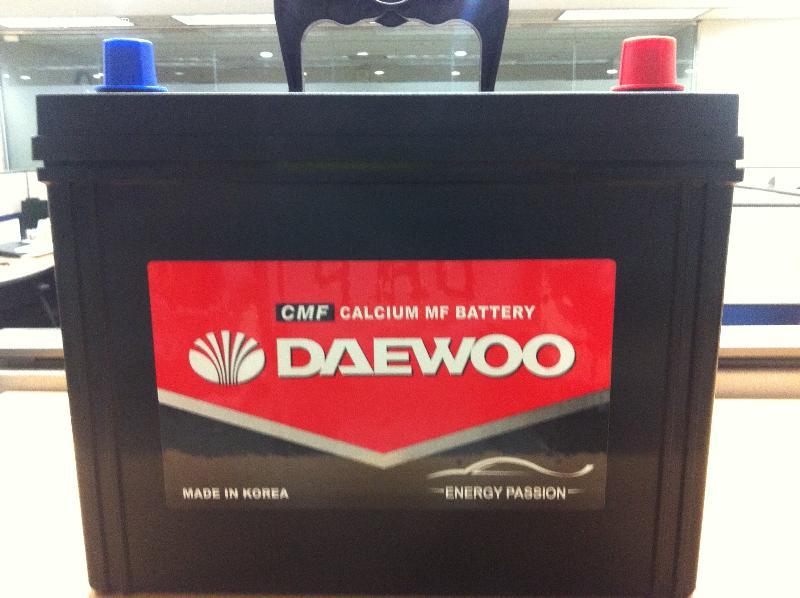 CMF CALCIUM MF BATTERY
DAEWOO
MADE IN KOREA
ENERGY PASSION